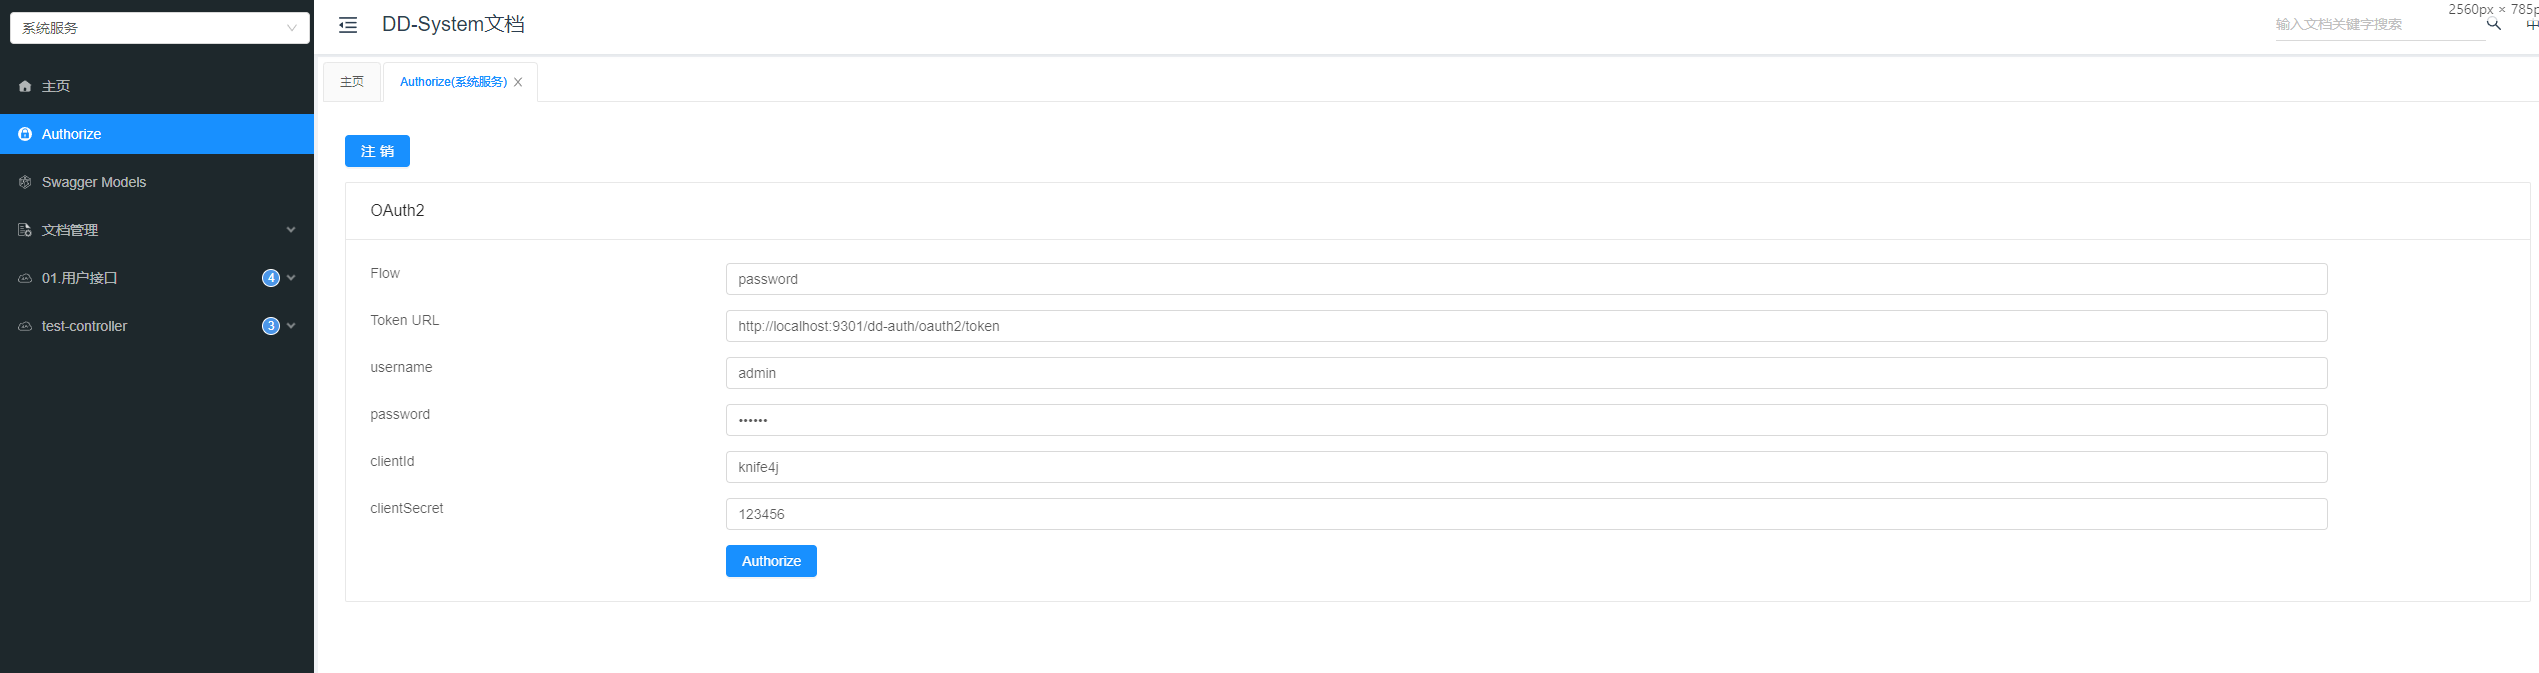 系统服务
主页
Authorize
Swagger Models
文档管理
01.用户接口 4
test-controller 3
DD-System文档
输入文档关键字搜索
2560px × 785p
中
主页
Authorize(系统服务)
注 销
OAuth2
Flow password
Token URL http://localhost:9301/dd-auth/oauth2/token
username admin
password ••••••
clientId knife4j
clientSecret 123456
Authorize